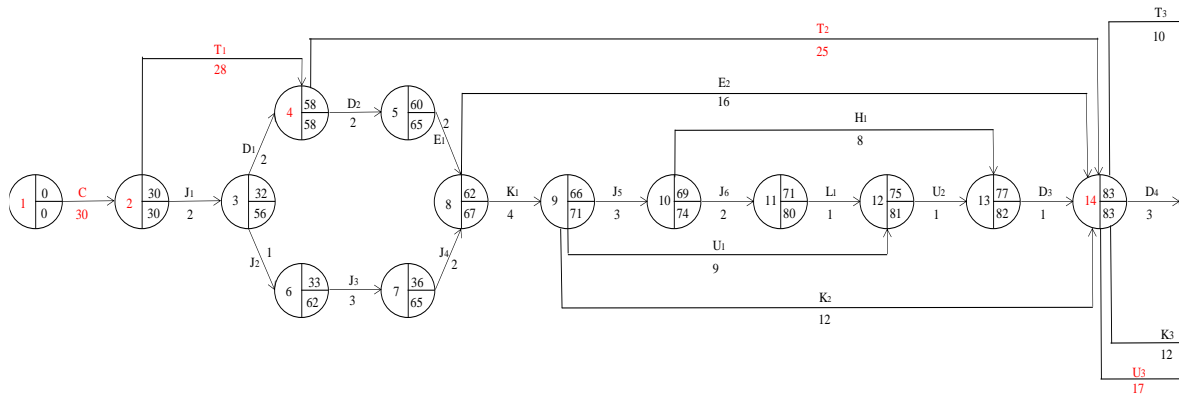 T3
10
T2
25
T1
28
E2
16
H1
8
4 58 58
D2
2
5 60 65
2
E1
D1
2
1 0 0
C
30
2 30 30
J1
2
3 32 56
8 62 67
K1
4
9 66 71
J5
3
10 69 74
J6
2
11 71 80
L1
1
12 75 81
U2
1
13 77 82
D3
1
14 83 83
D4
3
J2
1
J4
2
U1
9
6 33 62
J3
3
7 36 65
K2
12
K3
12
U3
17